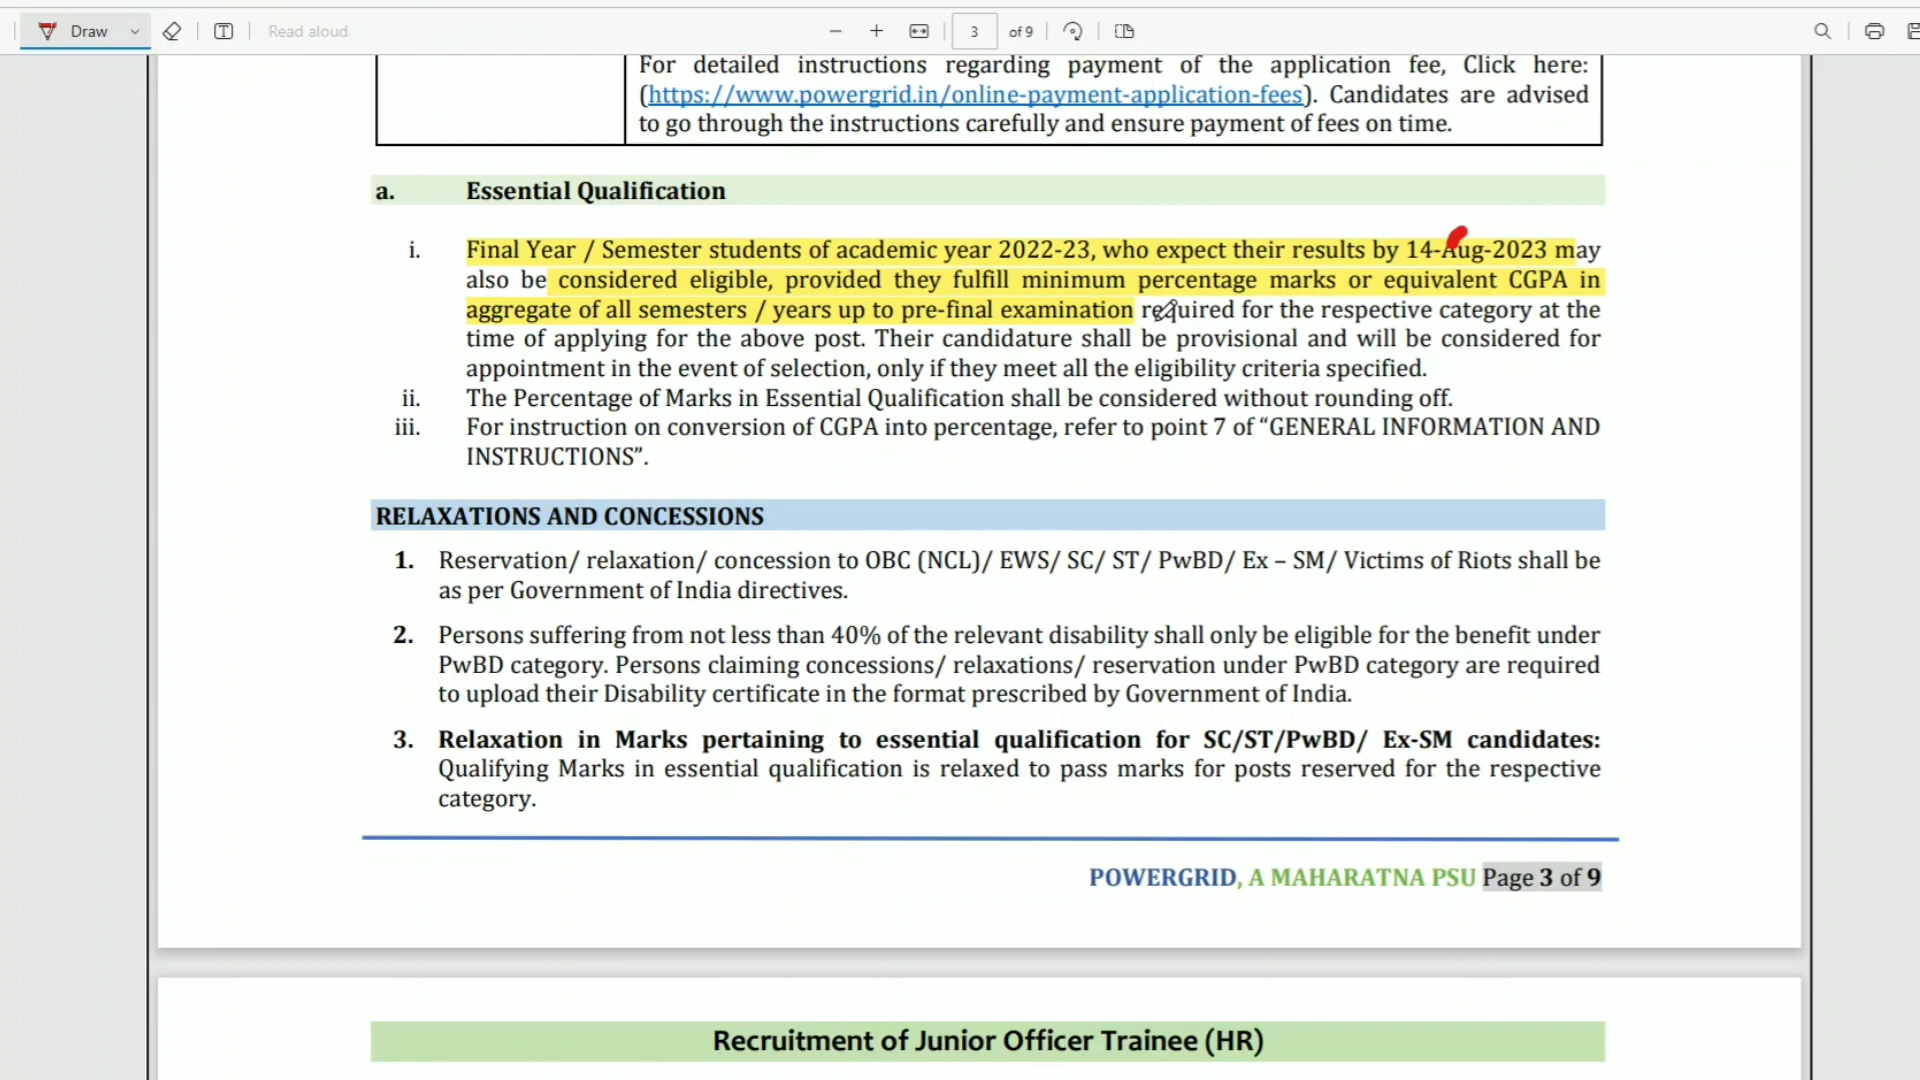 Draw
Read aloud
3
of 9
For detailed instructions regarding payment of the application fee, Click here:
(https://www.powergrid.in/online-payment-application-fees). Candidates are advised
to go through the instructions carefully and ensure payment of fees on time.
a. Essential Qualification
i. Final Year / Semester students of academic year 2022-23, who expect their results by 14-Aug-2023 may
also be considered eligible, provided they fulfill minimum percentage marks or equivalent CGPA in
aggregate of all semesters / years up to pre-final examination required for the respective category at the
time of applying for the above post. Their candidature shall be provisional and will be considered for
appointment in the event of selection, only if they meet all the eligibility criteria specified.
ii. The Percentage of Marks in Essential Qualification shall be considered without rounding off.
iii. For instruction on conversion of CGPA into percentage, refer to point 7 of “GENERAL INFORMATION AND
INSTRUCTIONS”.
RELAXATIONS AND CONCESSIONS
1. Reservation/ relaxation/ concession to OBC (NCL)/ EWS/ SC/ ST/ PwBD/ Ex – SM/ Victims of Riots shall be
as per Government of India directives.
2. Persons suffering from not less than 40% of the relevant disability shall only be eligible for the benefit under
PwBD category. Persons claiming concessions/ relaxations/ reservation under PwBD category are required
to upload their Disability certificate in the format prescribed by Government of India.
3. Relaxation in Marks pertaining to essential qualification for SC/ST/PwBD/ Ex-SM candidates:
Qualifying Marks in essential qualification is relaxed to pass marks for posts reserved for the respective
category.
POWERGRID, A MAHARATNA PSU Page 3 of 9
Recruitment of Junior Officer Trainee (HR)